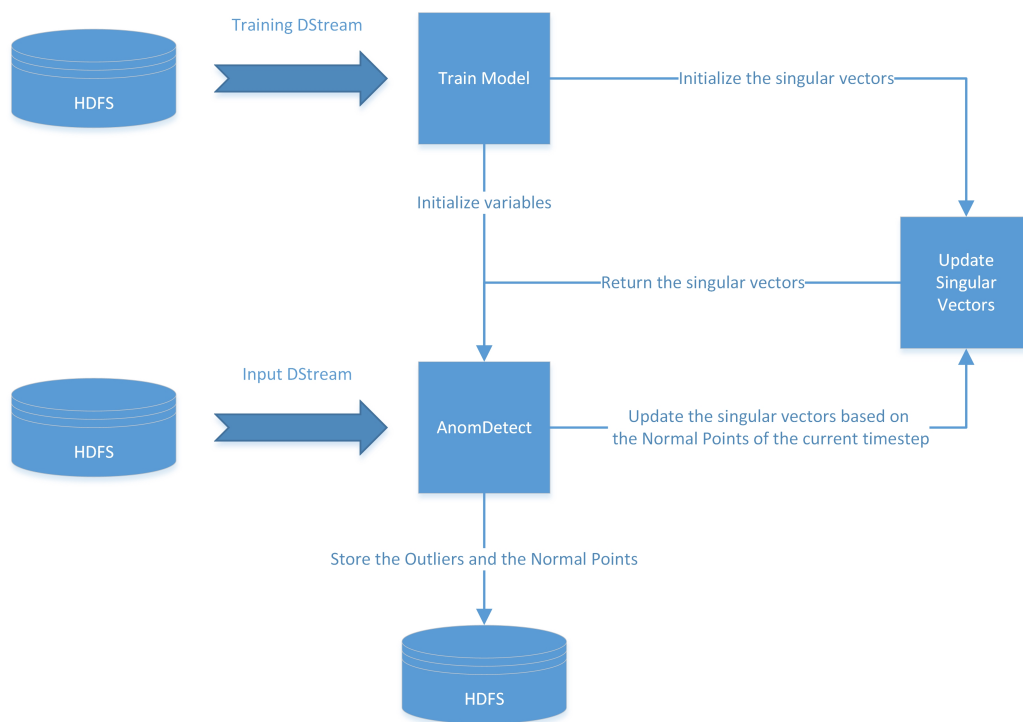 Training DStream
HDFS
Train Model
Initialize the singular vectors
Initialize variables
Update
Singular
Vectors
Return the singular vectors
Input DStream
HDFS
AnomDetect
Update the singular vectors based on
the Normal Points of the current timestep
Store the Outliers and the Normal Points
HDFS